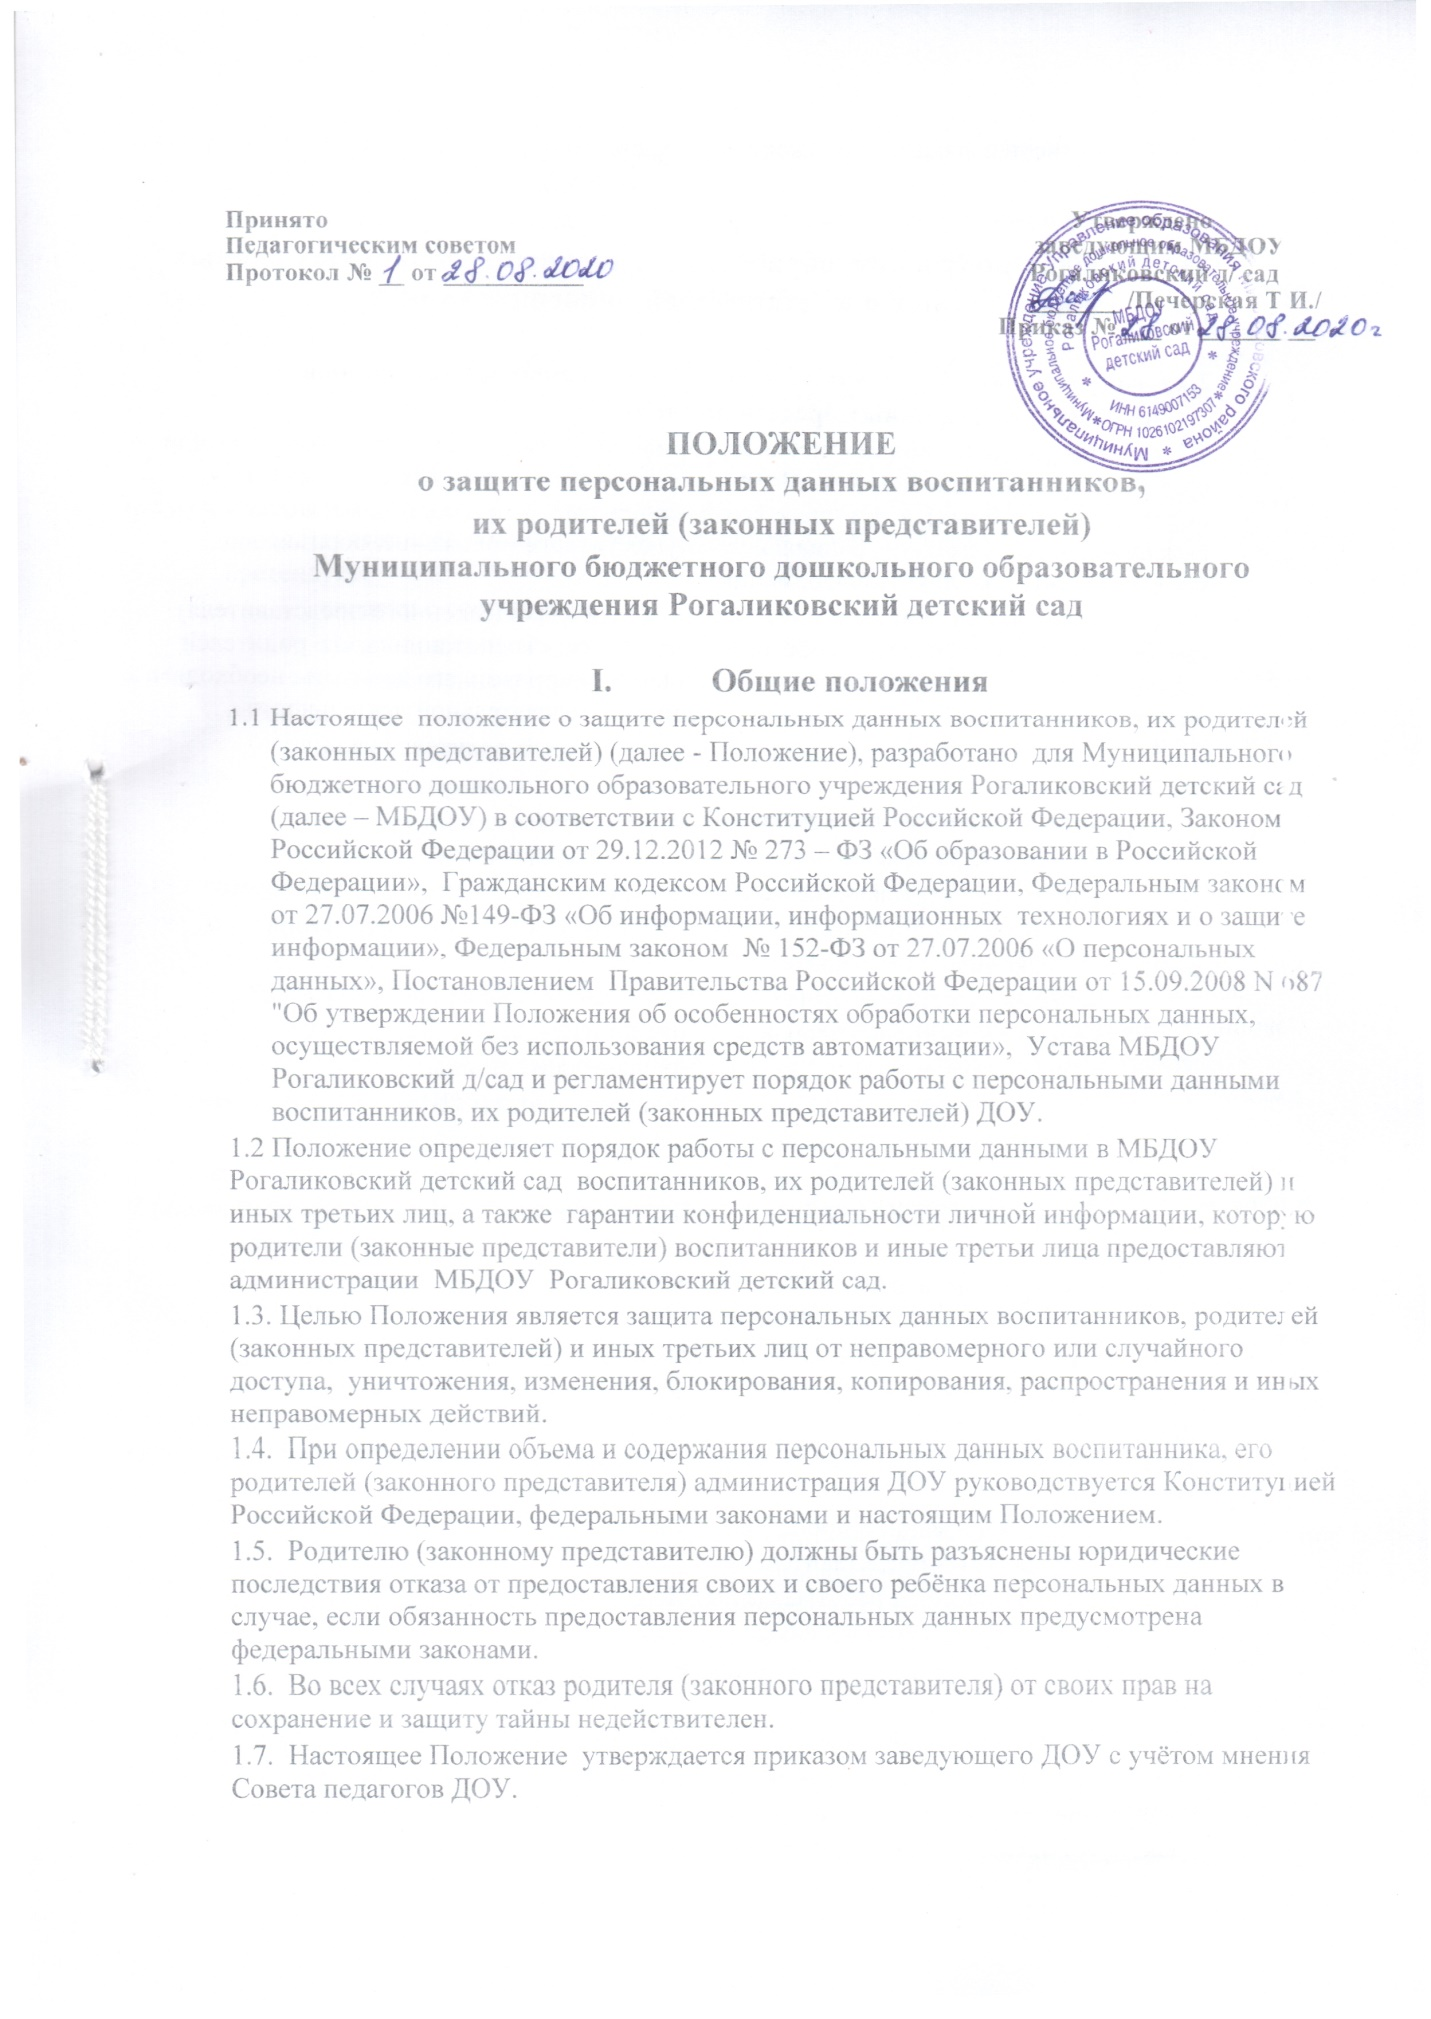 Принято
Педагогическим советом
Протокол № 1 от 28.08.2020
Утверждено
заведующим МБДОУ
Рогаликовский д/ сад
/Печерская Т И./
Приказ № 28 от 28.08.2020 г
МБДОУ
Рогаликовский
детский сад
ИНН 6149007153
ОГРН 1026102197307
ПОЛОЖЕНИЕ
о защите персональных данных воспитанников,
их родителей (законных представителей)
Муниципального бюджетного дошкольного образовательного
учреждения Рогаликовский детский сад
I. Общие положения
1.1 Настоящее положение о защите персональных данных воспитанников, их родителей
(законных представителей) (далее - Положение), разработано для Муниципального
бюджетного дошкольного образовательного учреждения Рогаликовский детский сад
(далее – МБДОУ) в соответствии с Конституцией Российской Федерации, Законом
Российской Федерации от 29.12.2012 № 273 – ФЗ «Об образовании в Российской
Федерации», Гражданским кодексом Российской Федерации, Федеральным законом
от 27.07.2006 №149-ФЗ «Об информации, информационных технологиях и о защите
информации», Федеральным законом № 152-ФЗ от 27.07.2006 «О персональных
данных», Постановлением Правительства Российской Федерации от 15.09.2008 N 687
"Об утверждении Положения об особенностях обработки персональных данных,
осуществляемой без использования средств автоматизации», Устава МБДОУ
Рогаликовский д/сад и регламентирует порядок работы с персональными данными
воспитанников, их родителей (законных представителей) ДОУ.
1.2 Положение определяет порядок работы с персональными данными в МБДОУ
Рогаликовский детский сад воспитанников, их родителей (законных представителей) и
иных третьих лиц, а также гарантии конфиденциальности личной информации, которую
родители (законные представители) воспитанников и иные третьи лица предоставляют
администрации МБДОУ Рогаликовский детский сад.
1.3. Целью Положения является защита персональных данных воспитанников, родителей
(законных представителей) и иных третьих лиц от неправомерного или случайного
доступа, уничтожения, изменения, блокирования, копирования, распространения и иных
неправомерных действий.
1.4. При определении объема и содержания персональных данных воспитанника, его
родителей (законного представителя) администрация ДОУ руководствуется Конституцией
Российской Федерации, федеральными законами и настоящим Положением.
1.5. Родителю (законному представителю) должны быть разъяснены юридические
последствия отказа от предоставления своих и своего ребёнка персональных данных в
случае, если обязанность предоставления персональных данных предусмотрена
федеральными законами.
1.6. Во всех случаях отказ родителя (законного представителя) от своих прав на
сохранение и защиту тайны недействителен.
1.7. Настоящее Положение утверждается приказом заведующего ДОУ с учётом мнения
Совета педагогов ДОУ.